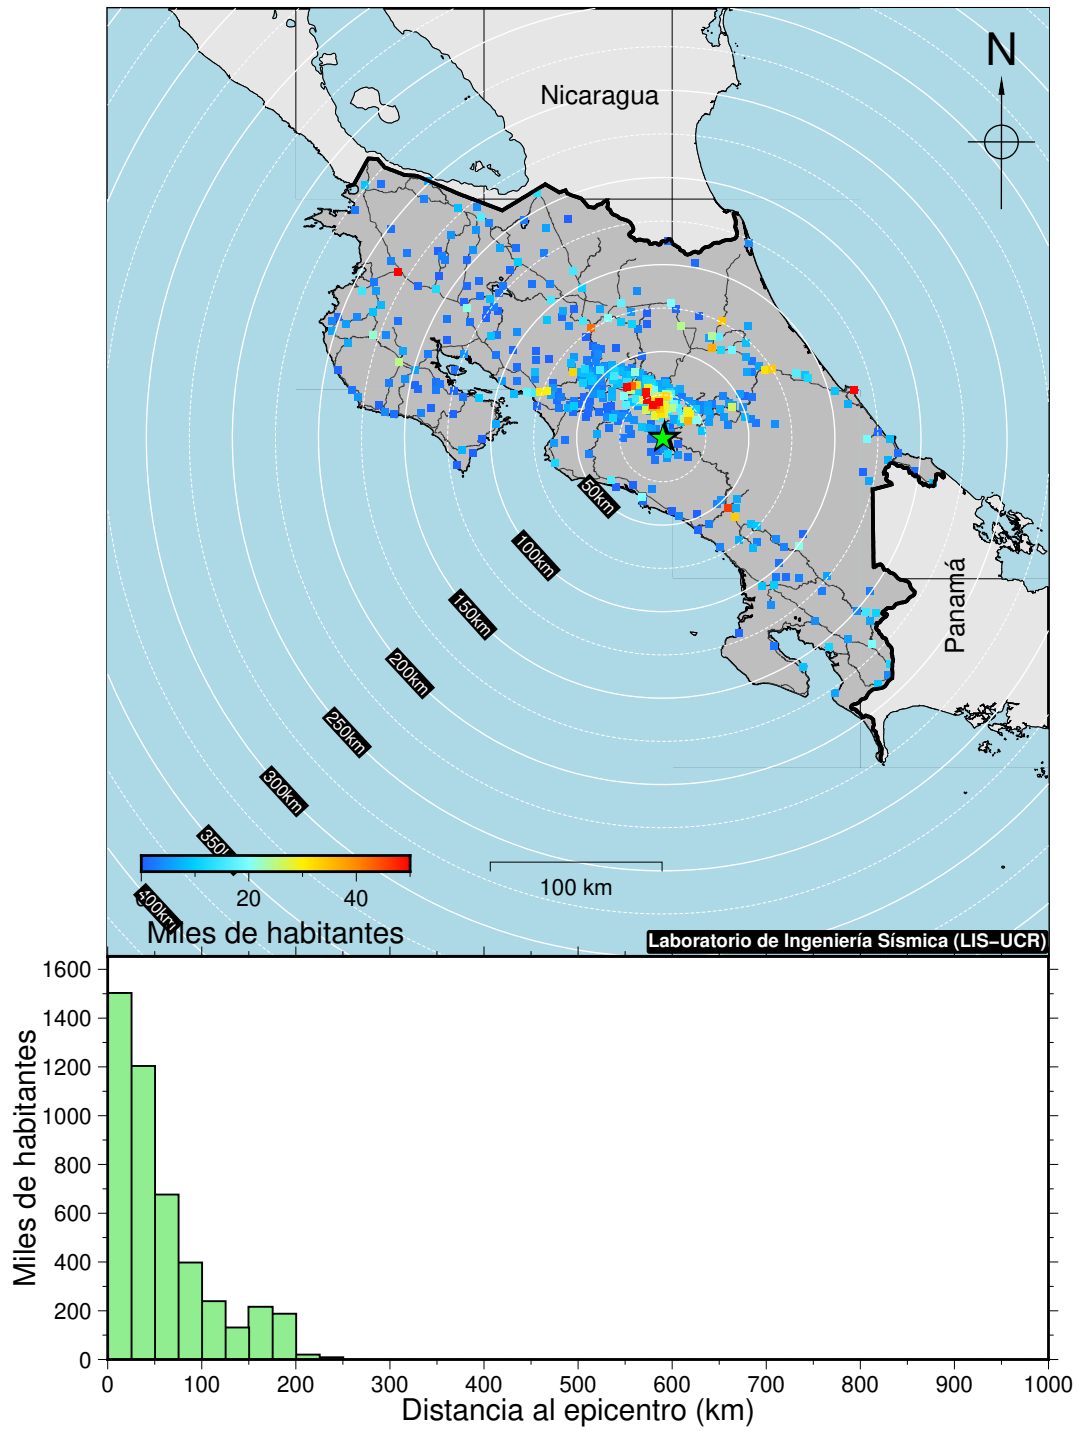 N
Nicaragua
Panamá
50km
100km
150km
200km
250km
300km
400km
0 20 40
Miles de habitantes
100 km
Laboratorio de Ingeniería Sísmica (LIS–UCR)
1600
1400
1200
1000
800
600
400
200
0
Miles de habitantes
0 100 200 300 400 500 600 700 800 900 1000
Distancia al epicentro (km)